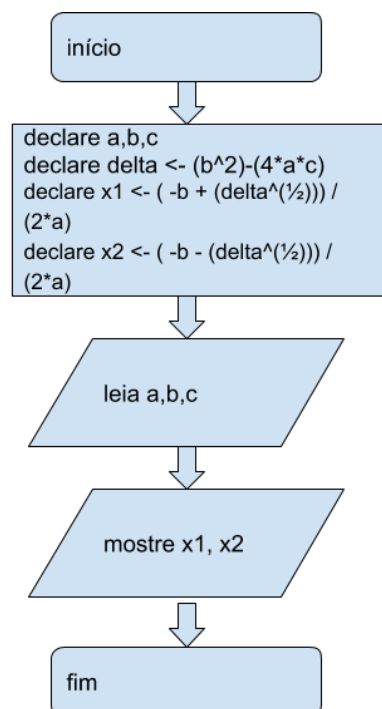 início
declare a,b,c
declare delta <- (b^2)-(4*a*c)
declare x1 <- ( -b + (delta^(½))) /
(2*a)
declare x2 <- ( -b - (delta^(½))) /
(2*a)
leia a,b,c
mostre x1, x2
fim